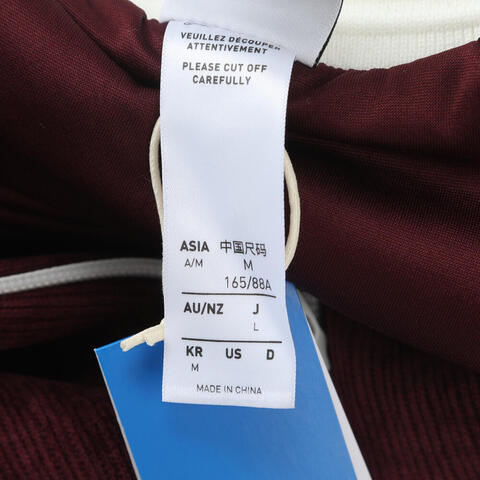 VEUILLEZ DÉCOUPER
ATTENTIVEMENT
PLEASE CUT OFF
CAREFULLY
ASIA 中国尺码
A/M M
165/88A
AU/NZ J
L
KR US D
M
MADE IN CHINA